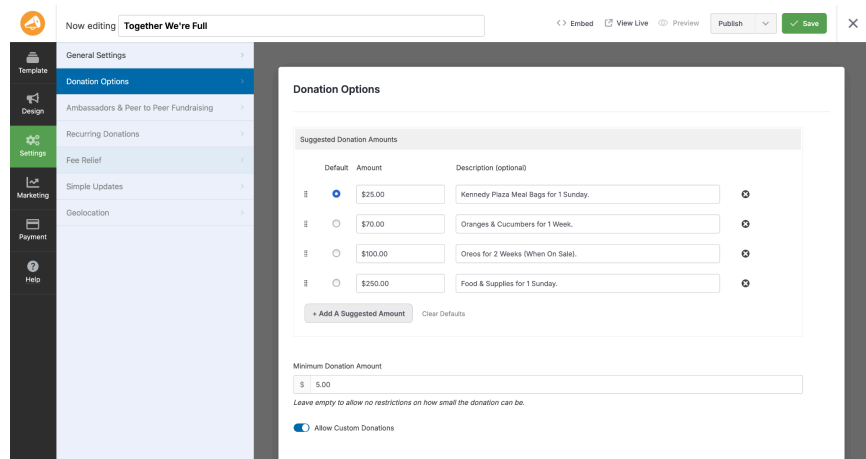 Now editing Together We're Full <> Embed View Live Preview Publish Save
Template
Design
Settings
Marketing
Payment
Help
General Settings
Donation Options
Ambassadors & Peer to Peer Fundraising
Recurring Donations
Fee Relief
Simple Updates
Geolocation
Donation Options
Suggested Donation Amounts
Default Amount Description (optional)
$25.00 Kennedy Plaza Meal Bags for 1 Sunday.
$70.00 Oranges & Cucumbers for 1 Week.
$100.00 Oreos for 2 Weeks (When On Sale).
$250.00 Food & Supplies for 1 Sunday.
+ Add A Suggested Amount Clear Defaults
Minimum Donation Amount
$ 5.00
Leave empty to allow no restrictions on how small the donation can be.
Allow Custom Donations